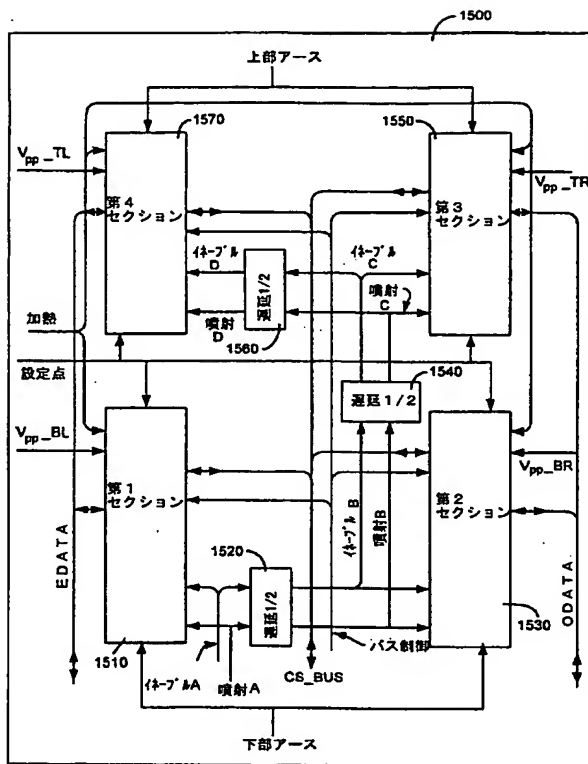 1500
上部アース
1570
1550
Vpp_TL
Vpp_TR
第4
セクション
第3
セクション
イネーブル
D
イネーブル
C
遅延1/2
噴射
D
噴射
C
1560
加熱
設定点
1540
遅延1/2
Vpp_BL
Vpp_BR
第1
セクション
第2
セクション
イネーブル B
噴射B
EDATA
ODATA
1520
遅延1/2
1510
1530
バス制御
イネーブルA
噴射A
CS_BUS
下部アース